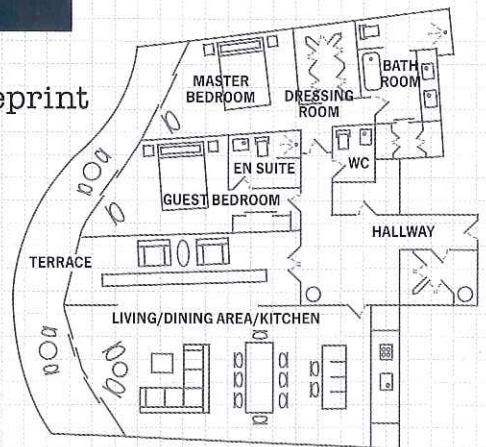 eprint
MASTER
BEDROOM
DRESSING
ROOM
BATH
ROOM
EN SUITE
WC
GUEST BEDROOM
HALLWAY
TERRACE
LIVING/DINING AREA/KITCHEN